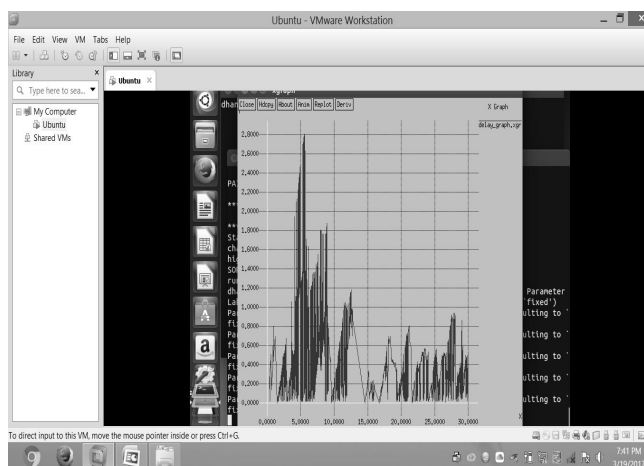 Ubuntu - VMware Workstation
File Edit View VM Tabs Help
Library
Type here to sea...
My Computer
Ubuntu
Shared VMs
Ubuntu
xgraph
dhan
Close Hdcpy About Anim Replot Deriv
X Graph
delay_graph.xgr
2.8000
2.6000
2.4000
2.2000
2.0000
1.8000
1.6000
1.4000
1.2000
1.0000
0.8000
0.6000
0.4000
0.2000
0.0000
0.0000 5.0000 10.0000 15.0000 20.0000 25.0000 30.0000
X
Parameter
fixed')
ulting to `
ulting to `
ulting to `
ulting to `
To direct input to this VM, move the mouse pointer inside or press Ctrl+G.
7:41 PM